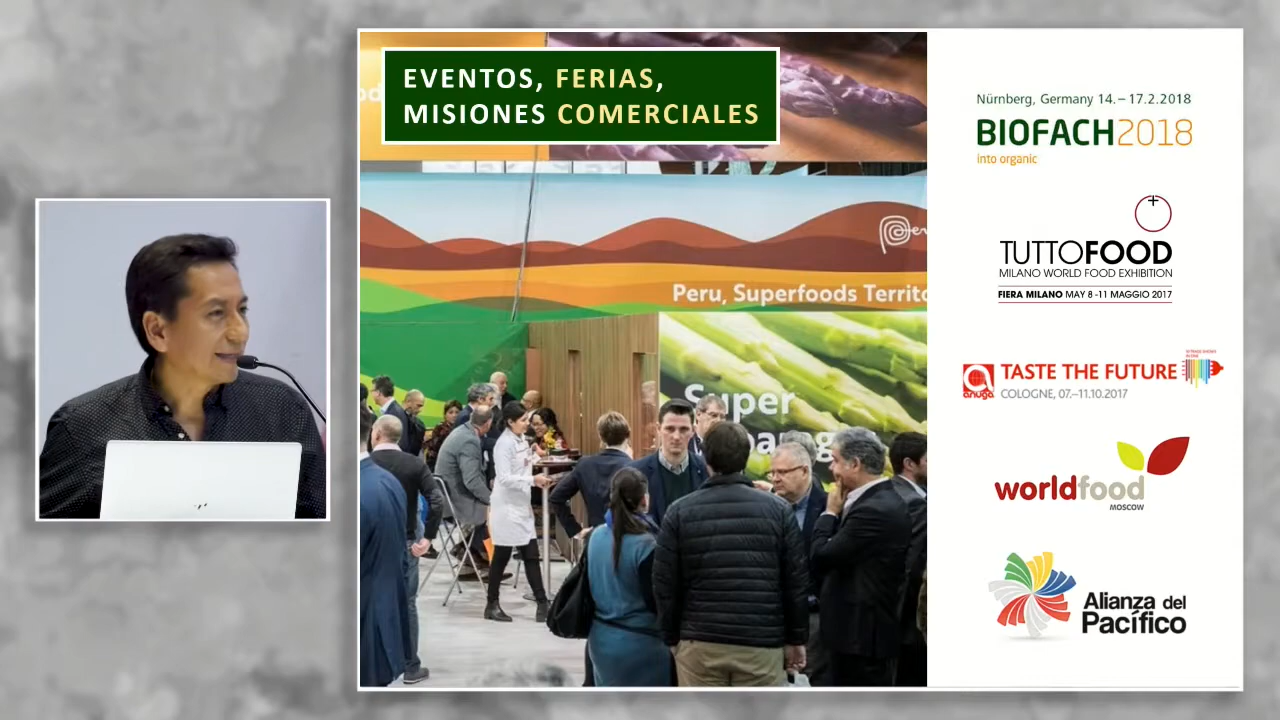 EVENTOS, FERIAS,
MISIONES COMERCIALES
Peru, Superfoods
Super
Nürnberg, Germany 14.–17.2.2018
BIOFACH2018
into organic
TUTTOFOOD
MILANO WORLD FOOD EXHIBITION
FIERA MILANO MAY 8-11 MAGGIO 2017
anuga
TASTE THE FUTURE
COLOGNE, 07.–11.10.2017
worldfood
MOSCOW
Alianza del
Pacífico